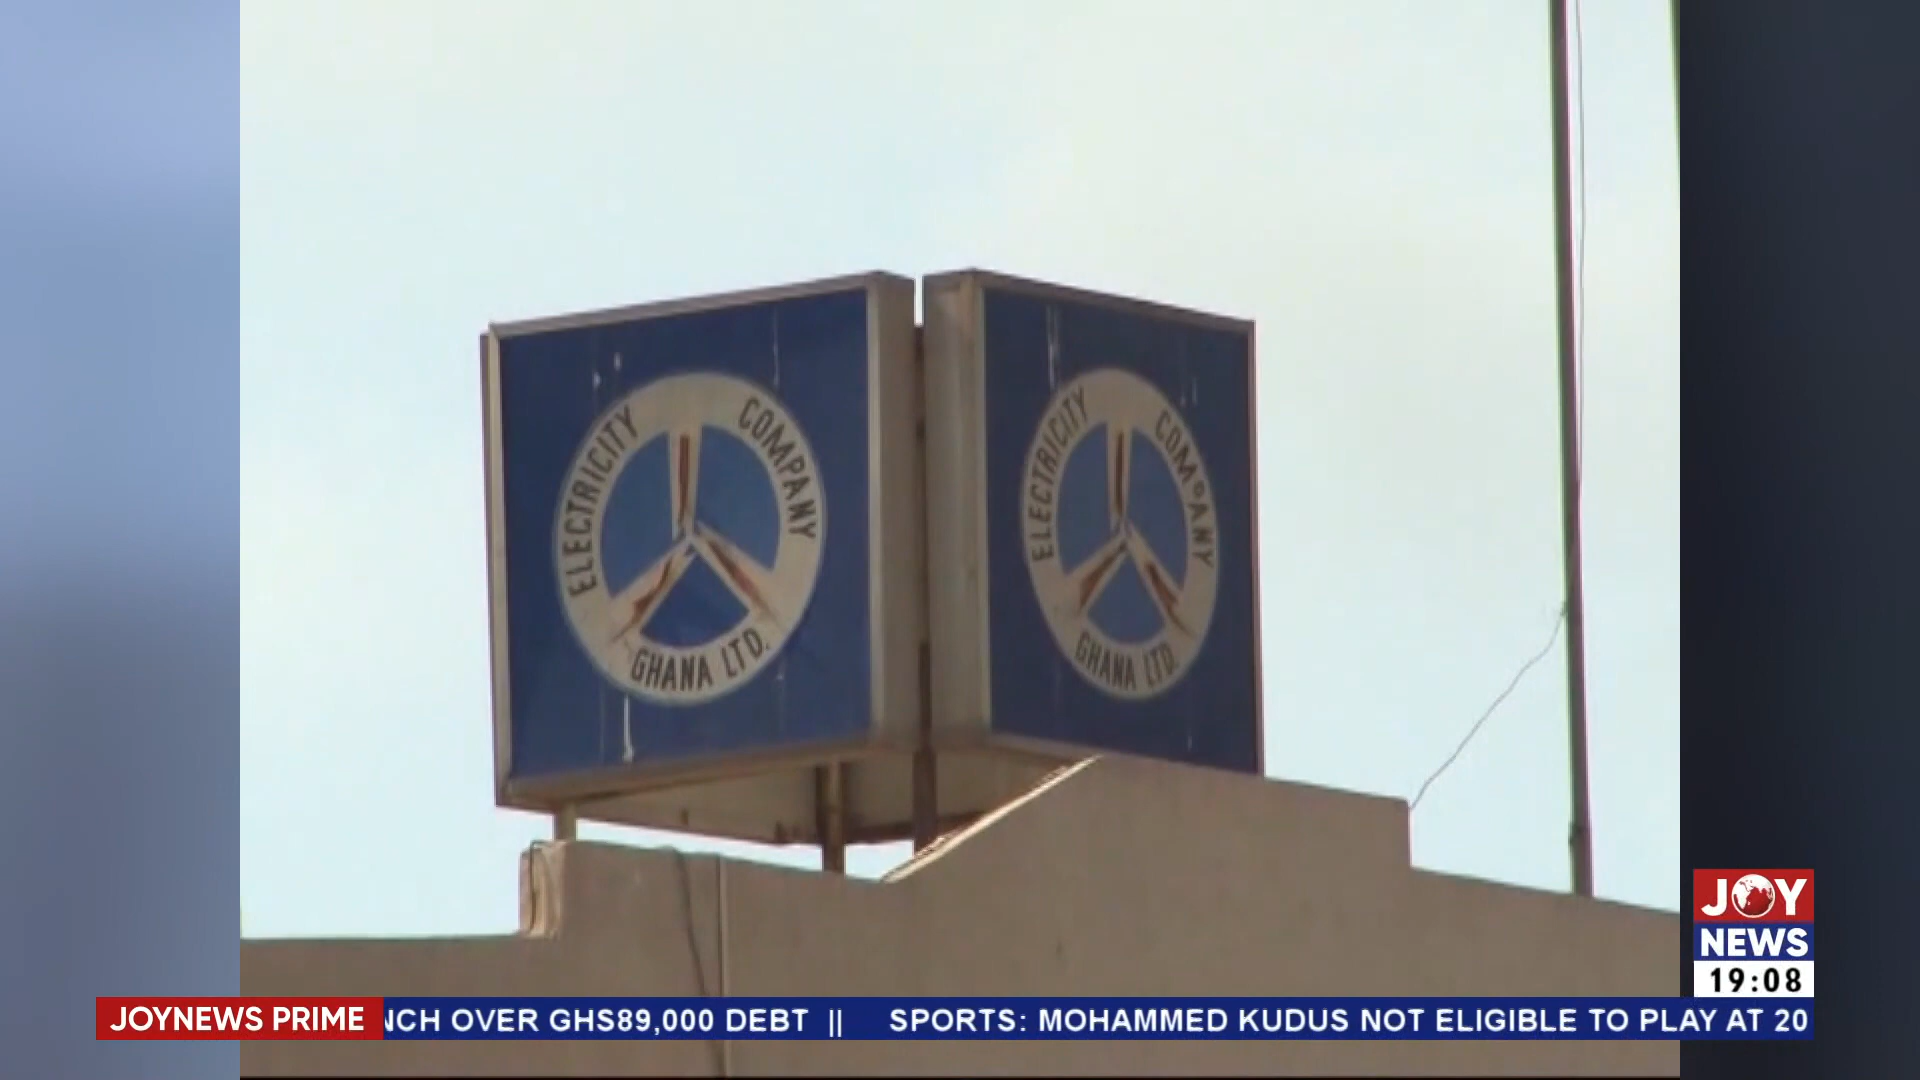 ELECTRICITY COMPANY
GHANA LTD.
ELECTRICITY COMPANY
GHANA LTD.
JOY
NEWS
19:08
JOYNEWS PRIME
NCH OVER GHS89,000 DEBT || SPORTS: MOHAMMED KUDUS NOT ELIGIBLE TO PLAY AT 20